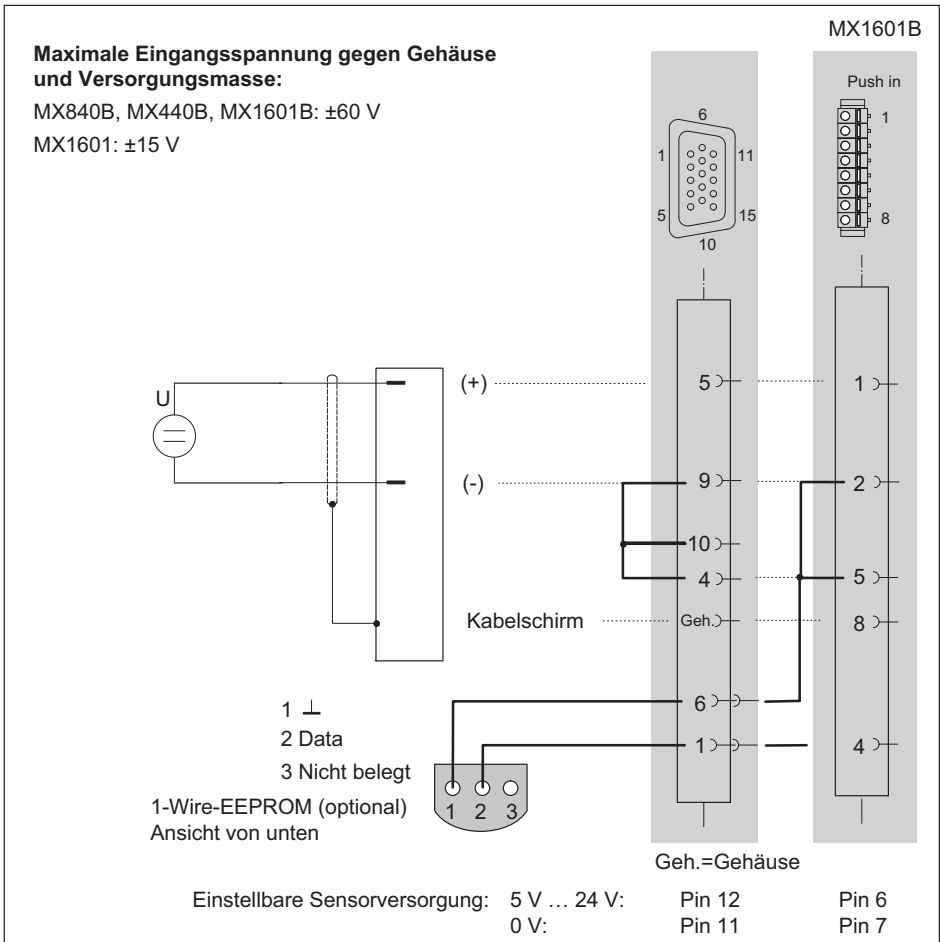 MX1601B
Maximale Eingangsspannung gegen Gehäuse
und Versorgungsmasse:
MX840B, MX440B, MX1601B: ±60 V
MX1601: ±15 V
Push in
6
1
11
5
15
10
1
8
U
(+)
5
1
(-)
9
2
10
4
5
Kabelschirm
Geh.
8
6
1
4
1 ⊥
2 Data
3 Nicht belegt
1-Wire-EEPROM (optional)
Ansicht von unten
1 2 3
Geh.=Gehäuse
Einstellbare Sensorversorgung: 5 V … 24 V: Pin 12 Pin 6
0 V: Pin 11 Pin 7